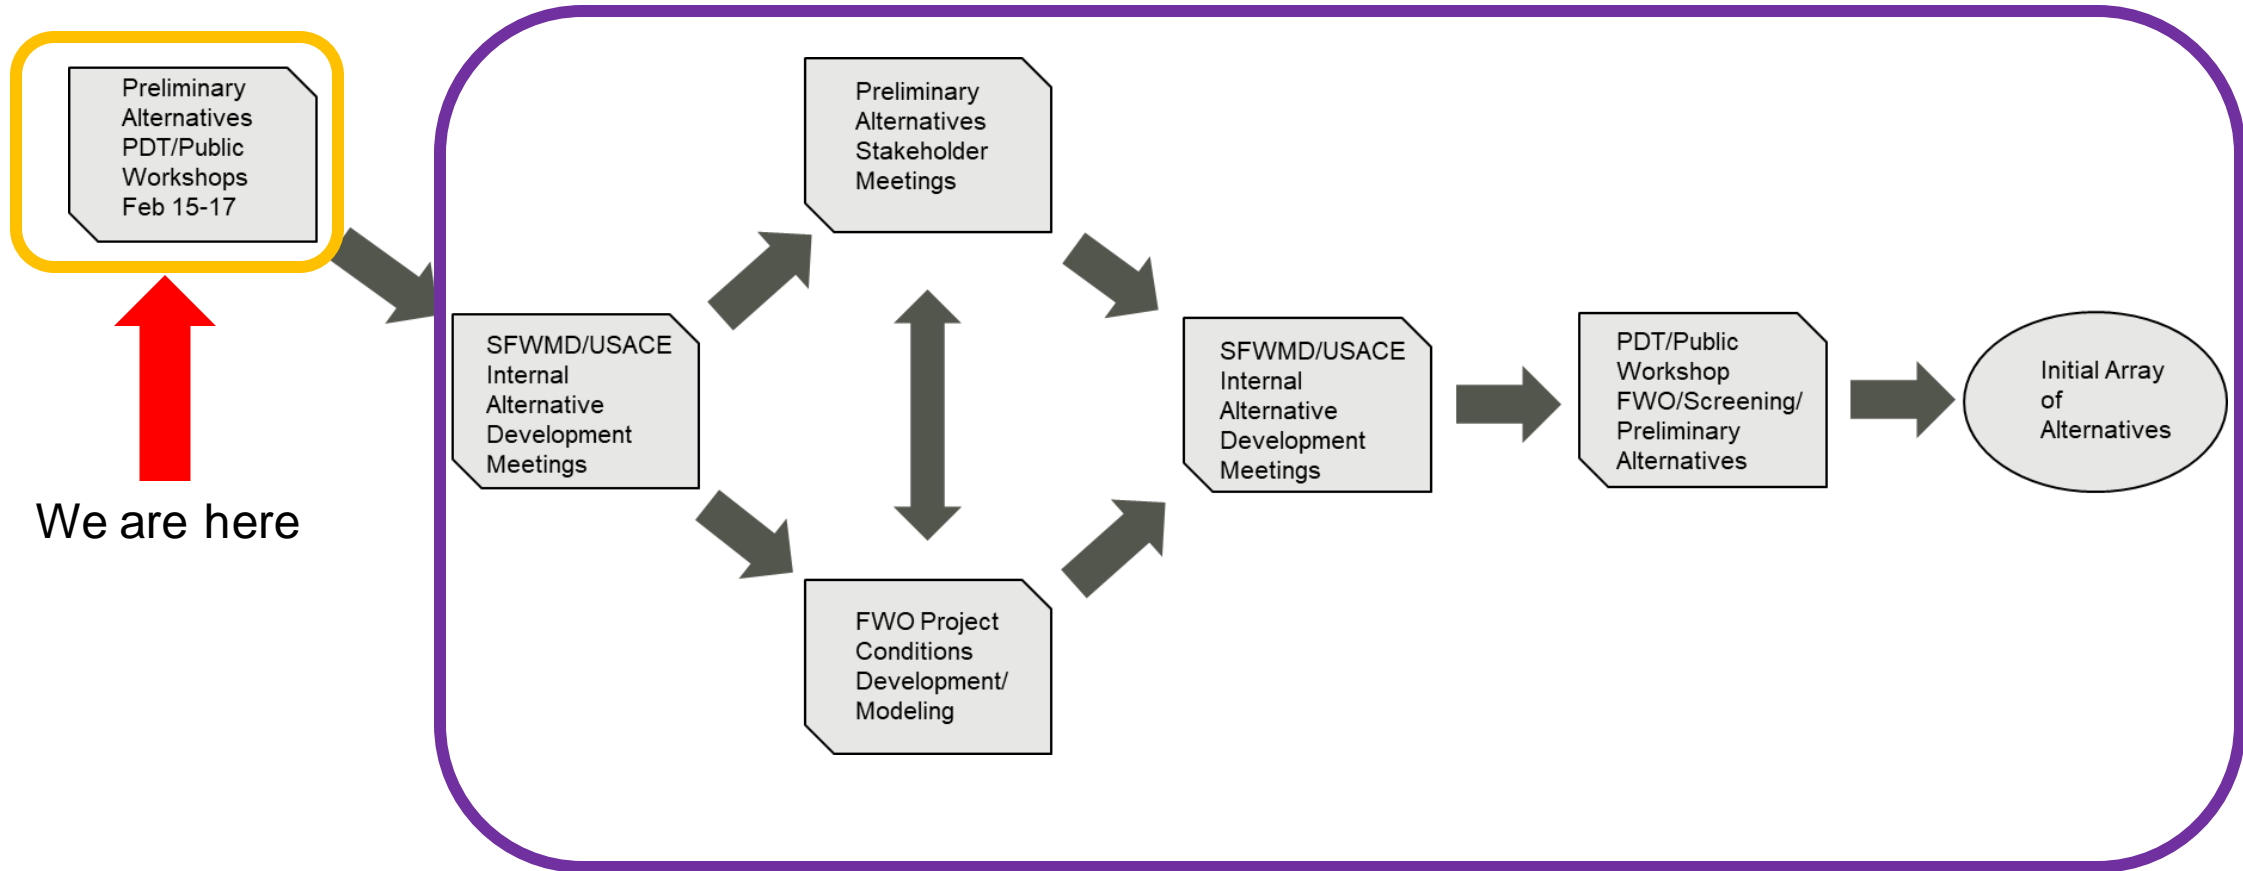 Preliminary
Alternatives
PDT/Public
Workshops
Feb 15-17
We are here
SFWMD/USACE
Internal
Alternative
Development
Meetings
Preliminary
Alternatives
Stakeholder
Meetings
FWO Project
Conditions
Development/
Modeling
SFWMD/USACE
Internal
Alternative
Development
Meetings
PDT/Public
Workshop
FWO/Screening/
Preliminary
Alternatives
Initial Array
of
Alternatives